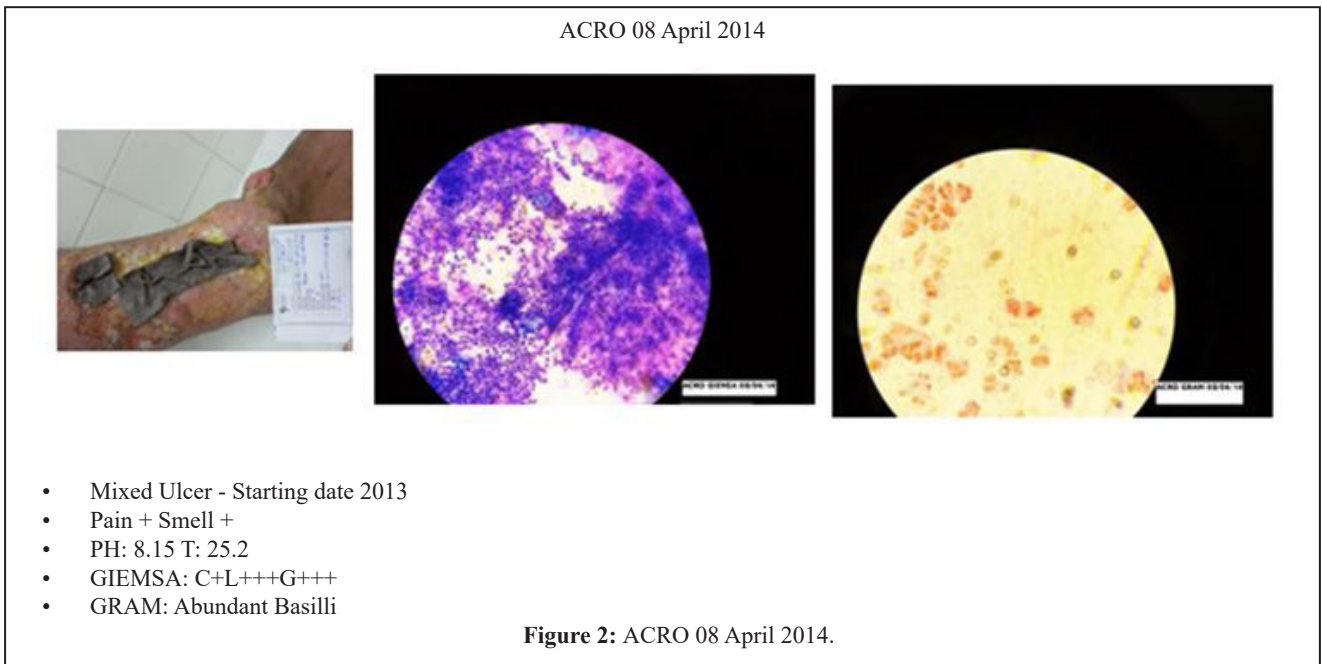 ACRO 08 April 2014
ACRO GIEMSA 08/04/14
ACRO GRAM 08/04/14
• Mixed Ulcer - Starting date 2013
• Pain + Smell +
• PH: 8.15 T: 25.2
• GIEMSA: C+L+++G+++
• GRAM: Abundant Basilli
Figure 2: ACRO 08 April 2014.